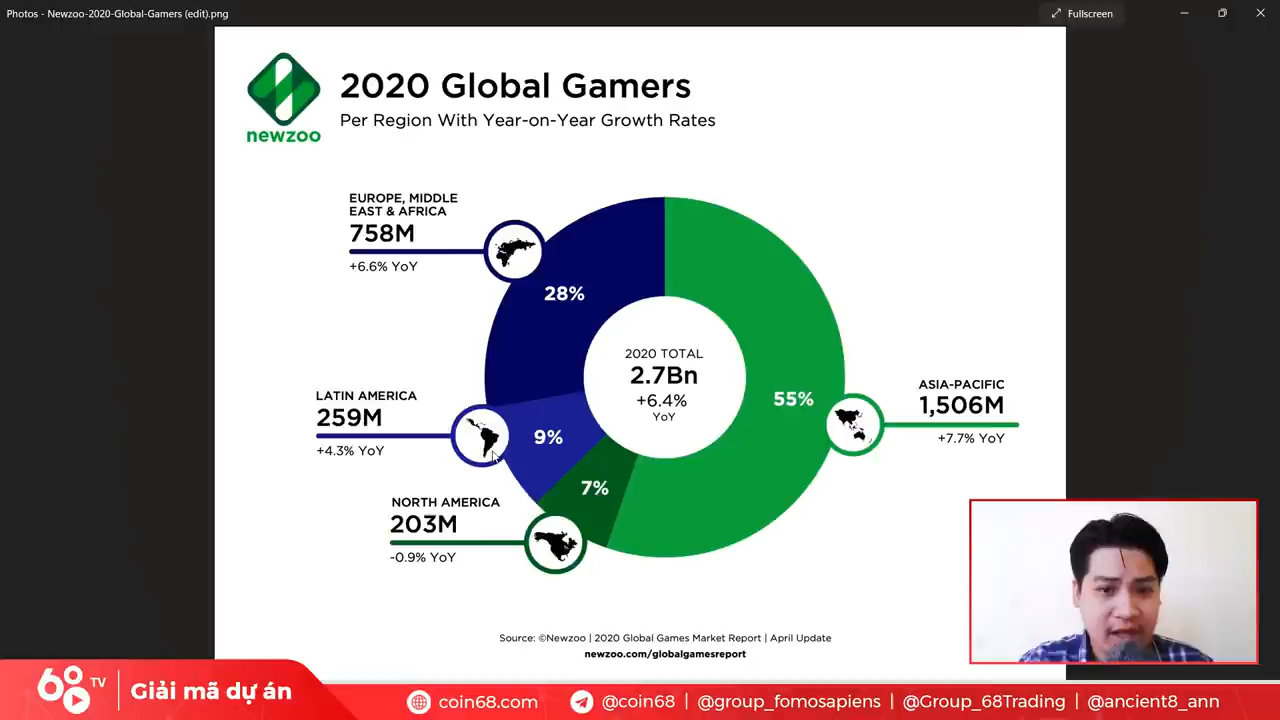 Photos - Newzoo-2020-Global-Gamers (edit).png
Fullscreen
newzoo
2020 Global Gamers
Per Region With Year-on-Year Growth Rates
EUROPE, MIDDLE
EAST & AFRICA
758M
+6.6% YoY
28%
2020 TOTAL
2.7Bn
+6.4%
YoY
55%
ASIA-PACIFIC
1,506M
+7.7% YoY
LATIN AMERICA
259M
+4.3% YoY
9%
NORTH AMERICA
203M
-0.9% YoY
7%
Source: ©Newzoo | 2020 Global Games Market Report | April Update
newzoo.com/globalgamesreport
68 TV
Giải mã dự án
coin68.com
@coin68 | @group_fomosapiens | @Group_68Trading | @ancient8_ann